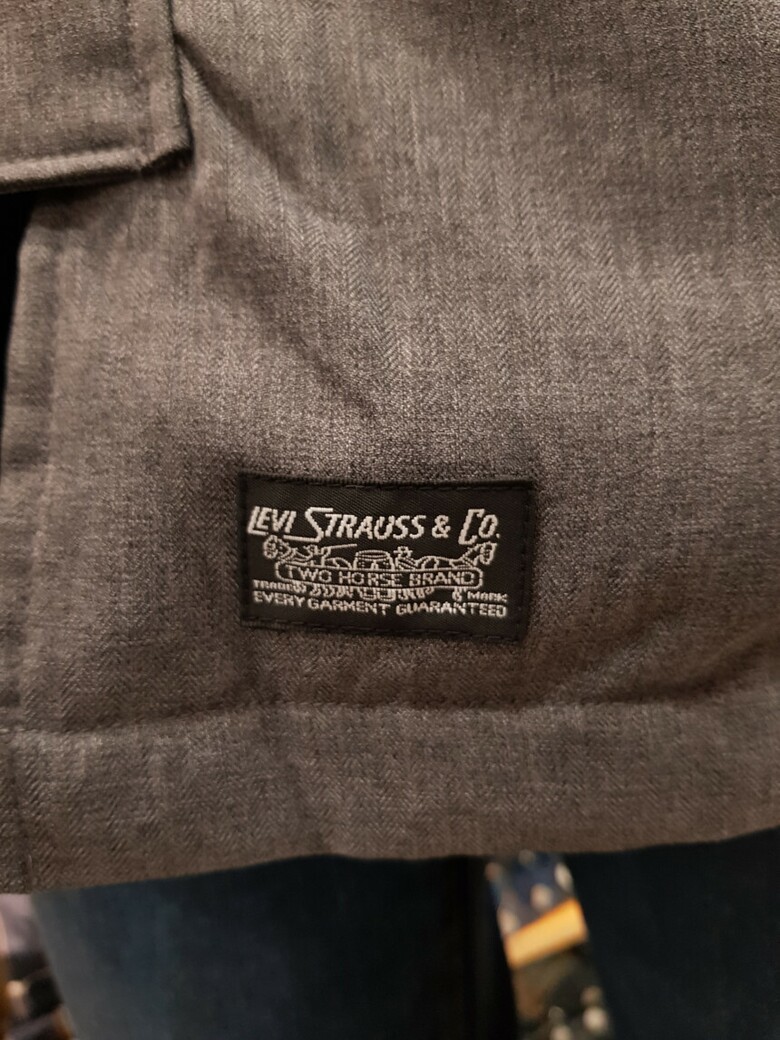 LEVI STRAUSS & CO.
TWO HORSE BRAND
TRADE MARK
EVERY GARMENT GUARANTEED